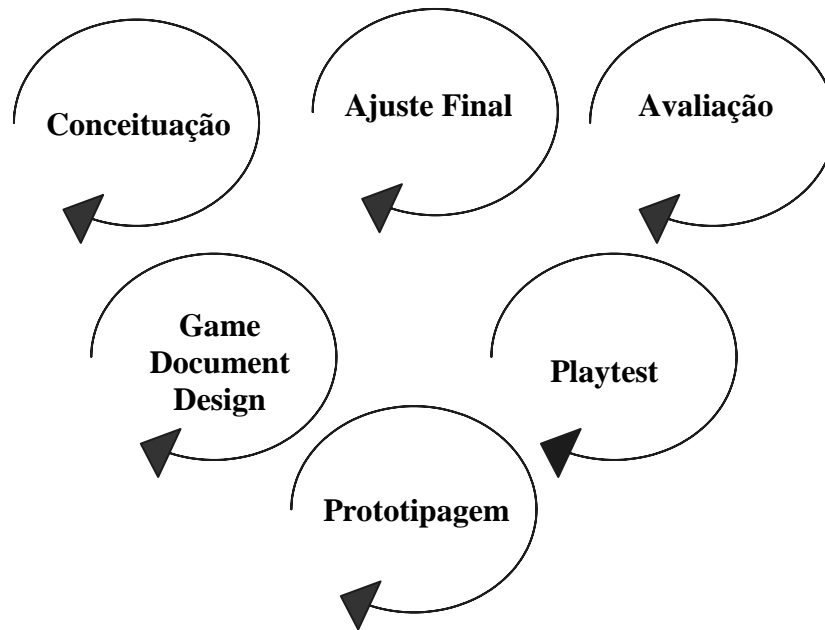 Conceituação
Ajuste Final
Avaliação
Game
Document
Design
Playtest
Prototipagem